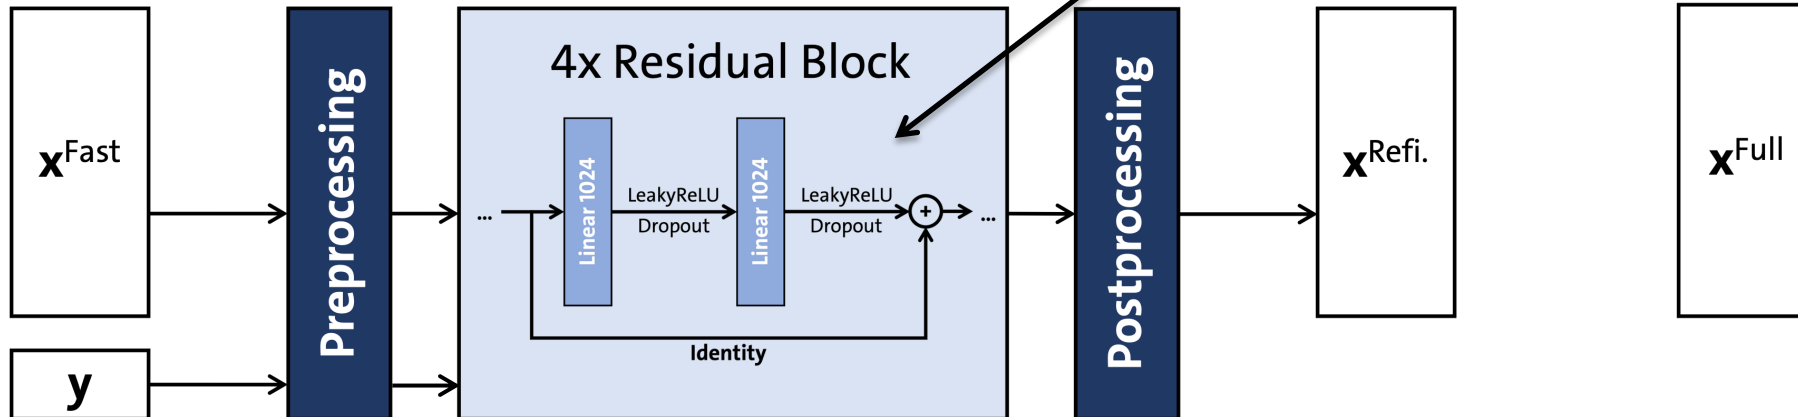 x^Fast
y
Preprocessing
4x Residual Block
...
Linear 1024
LeakyReLU
Dropout
Linear 1024
LeakyReLU
Dropout
+
...
Identity
Postprocessing
x^Refi.
x^Full